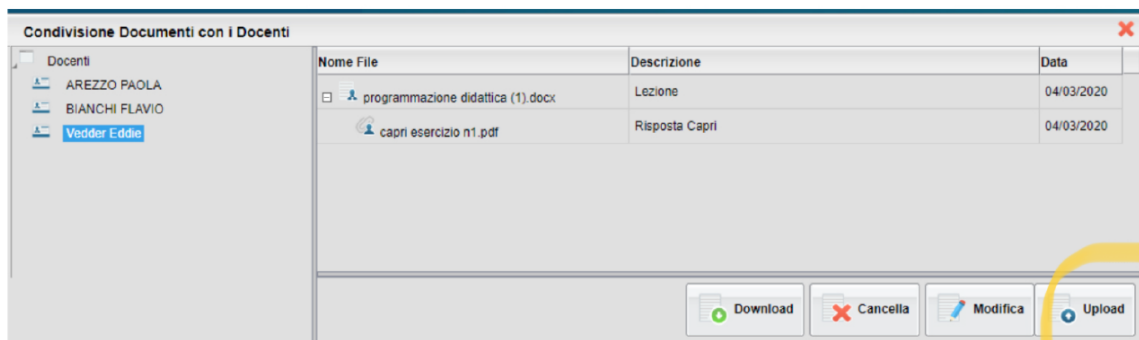 Condivisione Documenti con i Docenti
Docenti
AREZZO PAOLA
BIANCHI FLAVIO
Vedder Eddie
Nome File Descrizione Data
programmazione didattica (1).docx Lezione 04/03/2020
capri esercizio n1.pdf Risposta Capri 04/03/2020
Download Cancella Modifica Upload